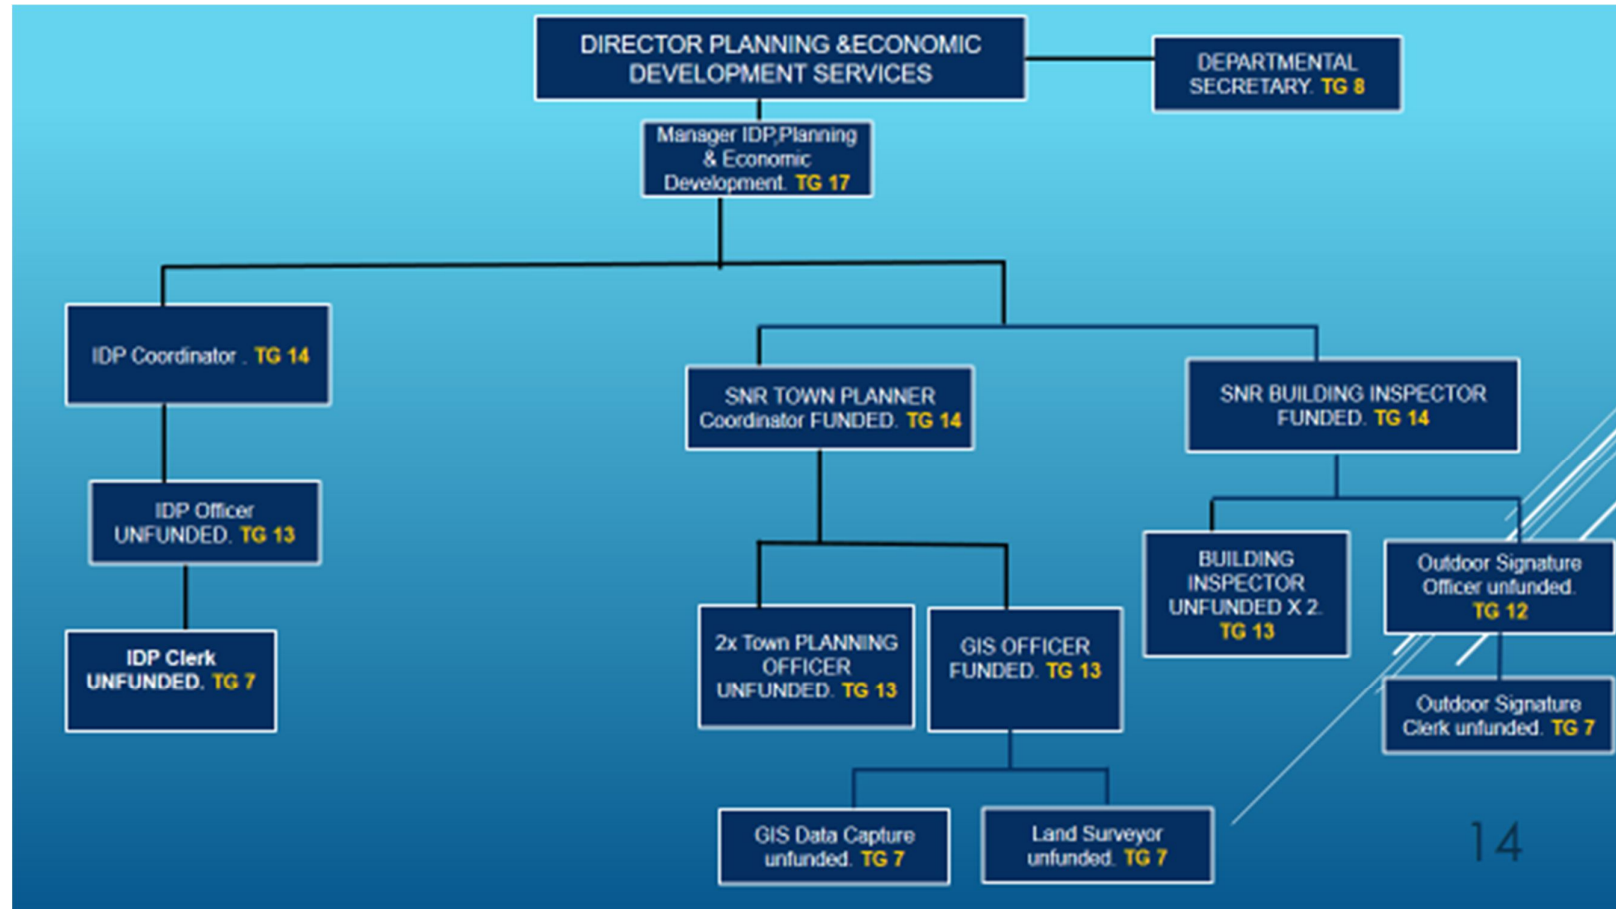 DIRECTOR PLANNING &ECONOMIC
DEVELOPMENT SERVICES
DEPARTMENTAL
SECRETARY. TG 8
Manager IDP,Planning
& Economic
Development. TG 17
IDP Coordinator . TG 14
SNR TOWN PLANNER
Coordinator FUNDED. TG 14
SNR BUILDING INSPECTOR
FUNDED. TG 14
IDP Officer
UNFUNDED. TG 13
BUILDING
INSPECTOR
UNFUNDED X 2.
TG 13
Outdoor Signature
Officer unfunded.
TG 12
2x Town PLANNING
OFFICER
UNFUNDED. TG 13
GIS OFFICER
FUNDED. TG 13
IDP Clerk
UNFUNDED. TG 7
Outdoor Signature
Clerk unfunded. TG 7
GIS Data Capture
unfunded. TG 7
Land Surveyor
unfunded. TG 7
14